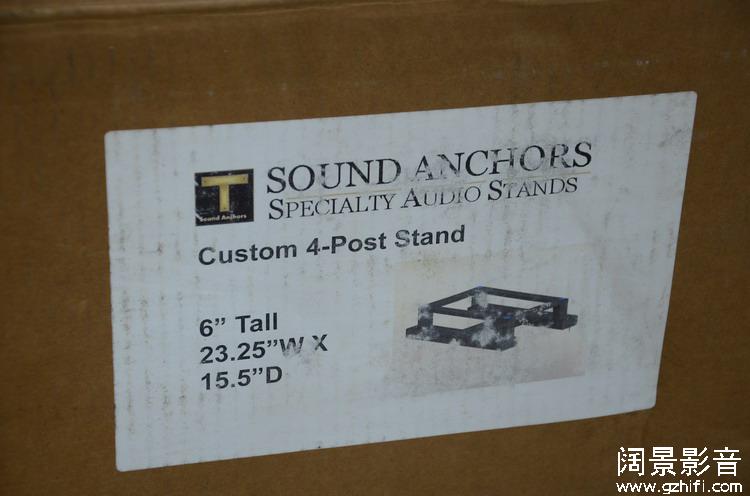 T
Sound Anchors
SOUND ANCHORS
SPECIALTY AUDIO STANDS
Custom 4-Post Stand
6” Tall
23.25”W X
15.5”D
阔景影音
www.gzhifi.com